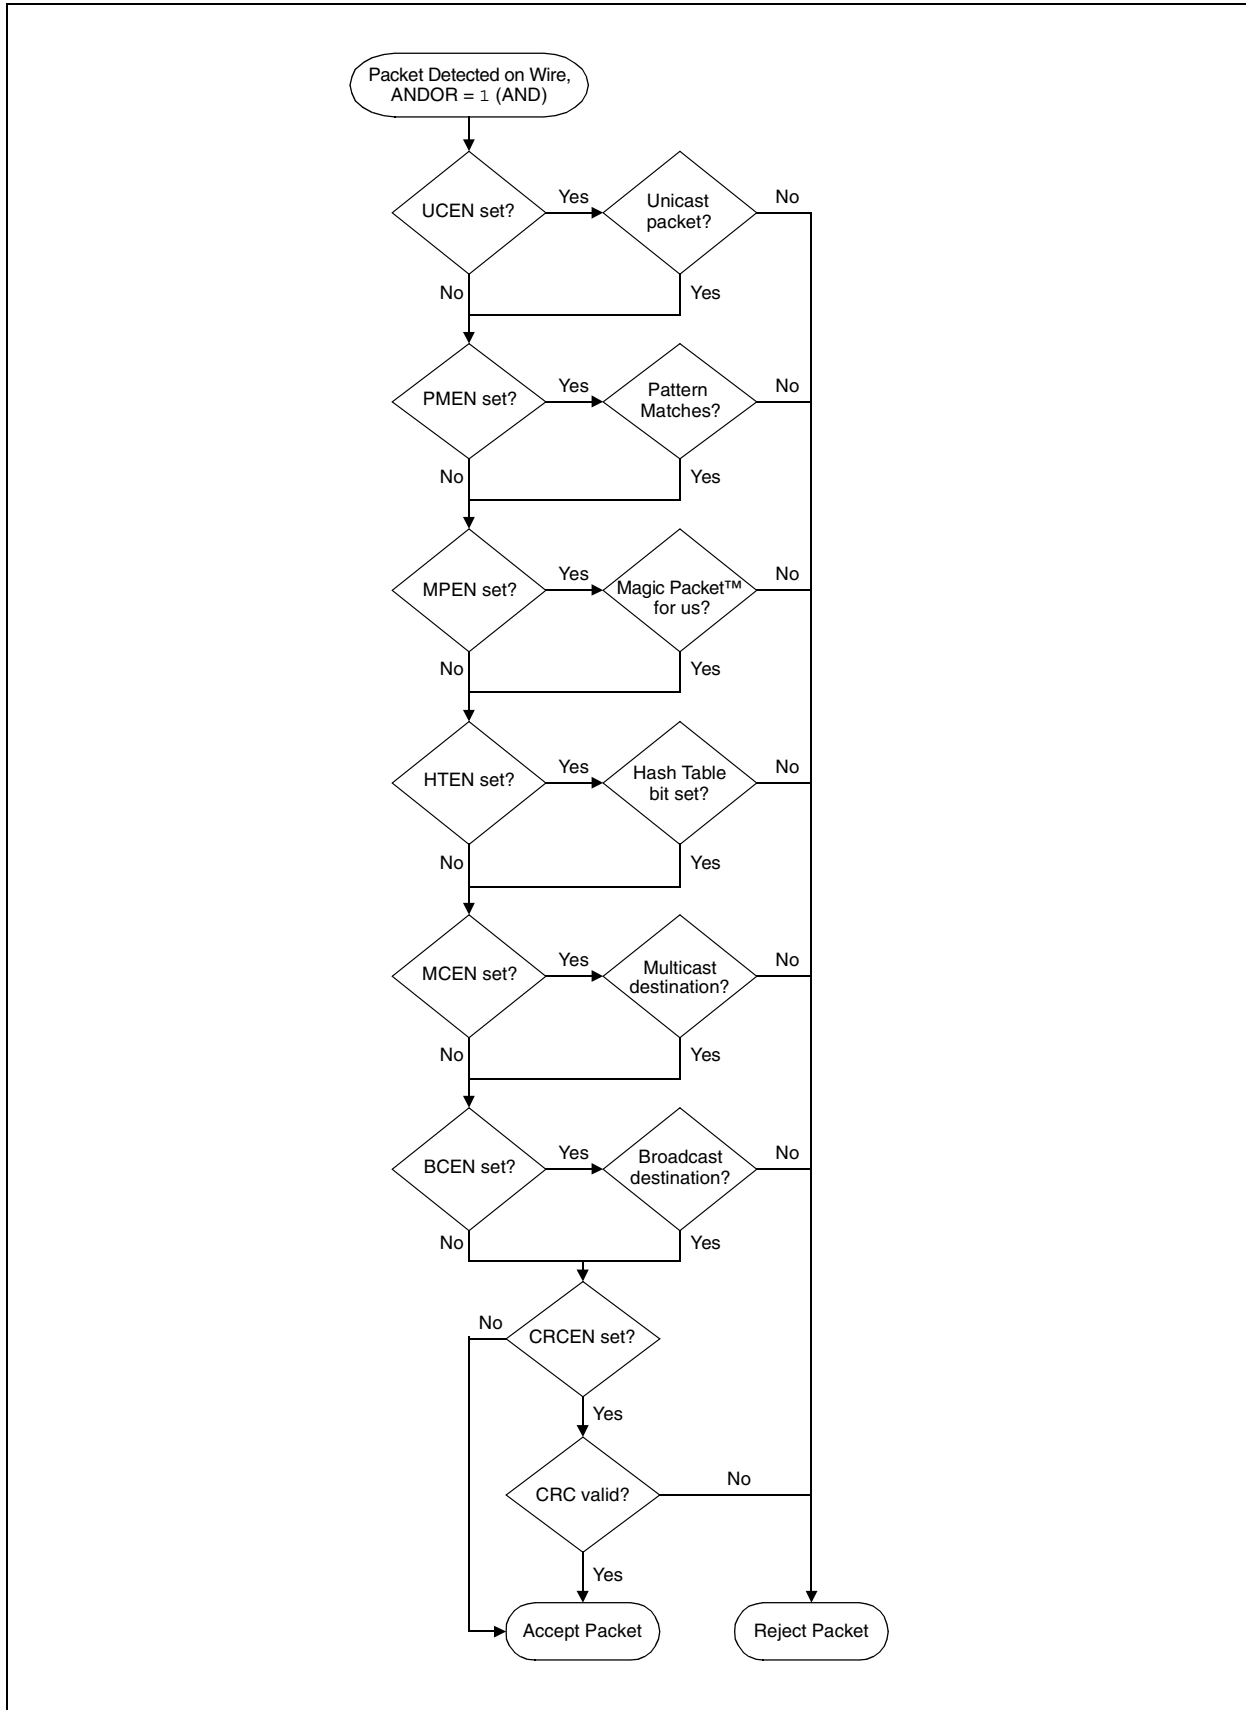 Packet Detected on Wire,
ANDOR = 1 (AND)
UCEN set?
Yes
Unicast
packet?
No
No
Yes
PMEN set?
Yes
Pattern
Matches?
No
No
Yes
MPEN set?
Yes
Magic Packet™
for us?
No
No
Yes
HTEN set?
Yes
Hash Table
bit set?
No
No
Yes
MCEN set?
Yes
Multicast
destination?
No
No
Yes
BCEN set?
Yes
Broadcast
destination?
No
No
Yes
No
CRCEN set?
Yes
CRC valid?
No
Yes
Accept Packet
Reject Packet